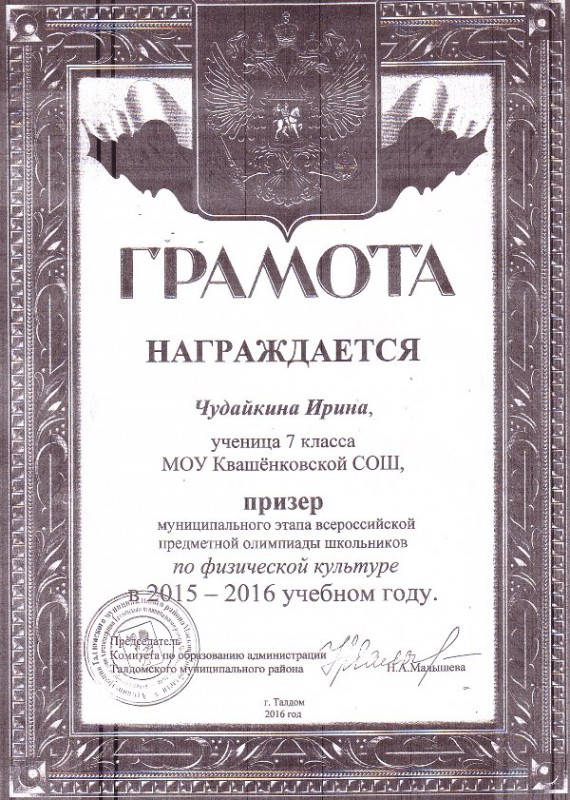 ГРАМОТА
НАГРАЖДАЕТСЯ
Чудайкина Ирина,
ученица 7 класса
МОУ Квашёнковской СОШ,
призер
муниципального этапа всероссийской
предметной олимпиады школьников
по физической культуре
в 2015 – 2016 учебном году.
Председатель
Комитета по образованию администрации
Талдомского муниципального района Н.А.Малышева
г. Талдом
2016 год